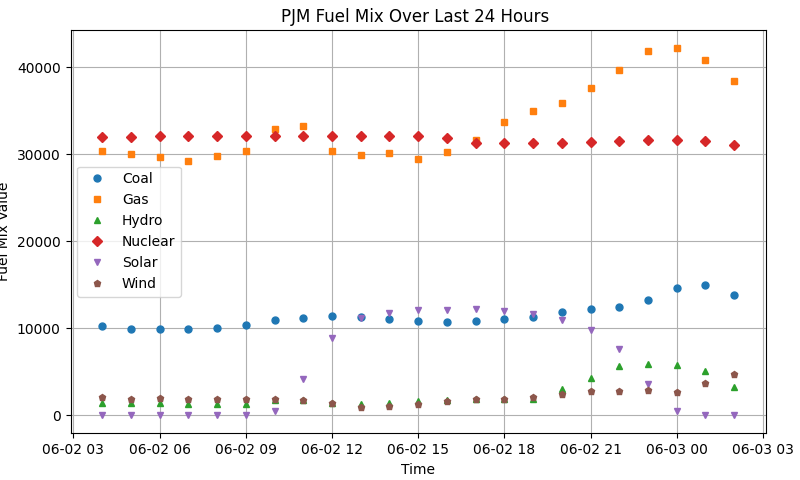 PJM Fuel Mix Over Last 24 Hours
40000
30000
20000
10000
0
Fuel Mix Value
Coal
Gas
Hydro
Nuclear
Solar
Wind
06-02 03 06-02 06 06-02 09 06-02 12 06-02 15 06-02 18 06-02 21 06-03 00 06-03 03
Time